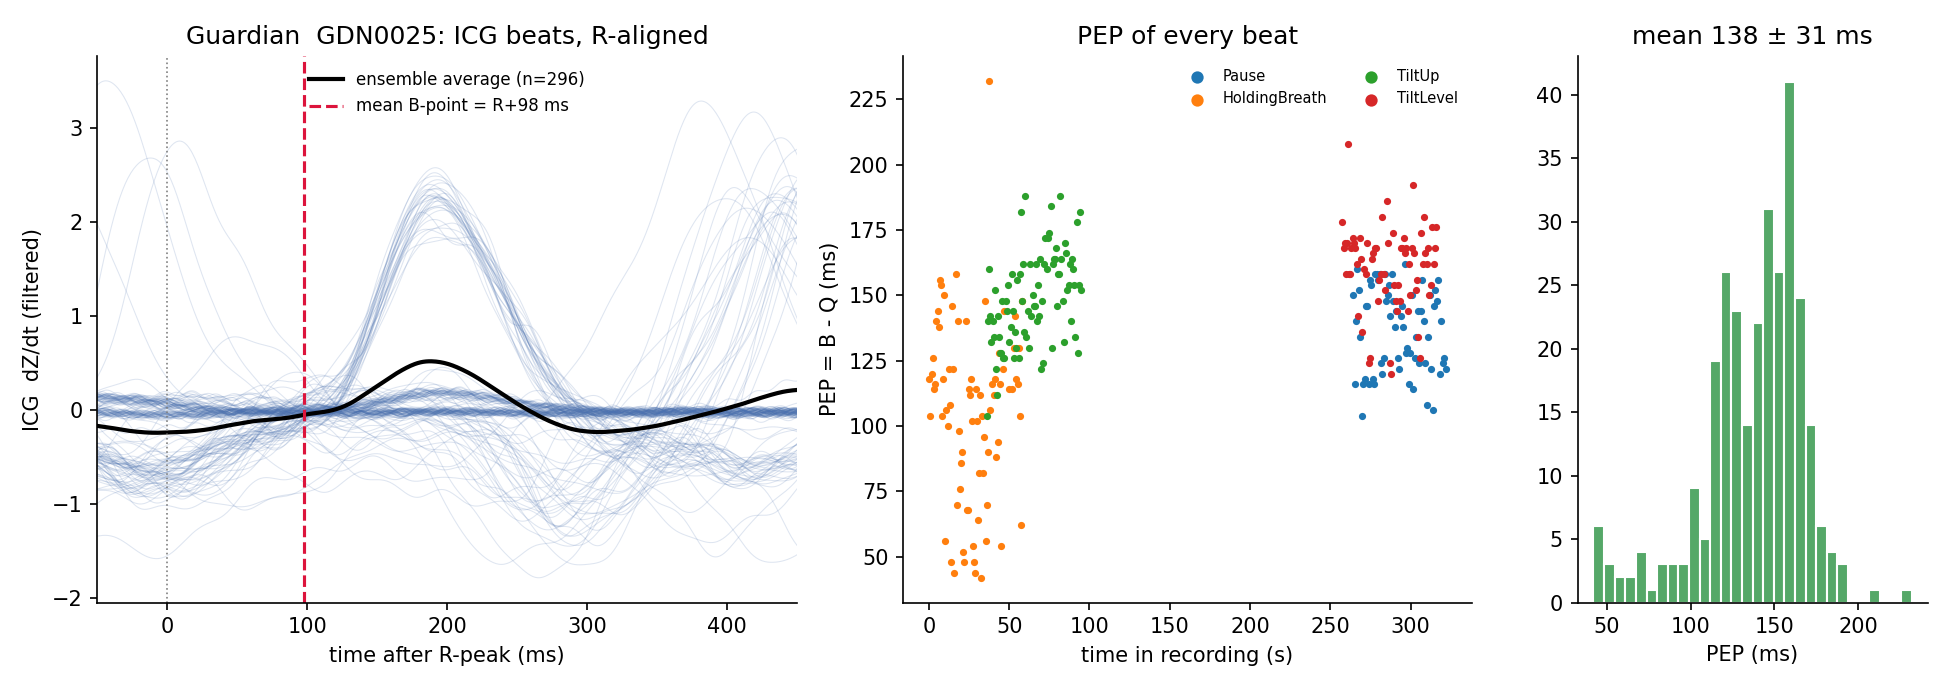 Guardian  GDN0025: ICG beats, R-aligned
ensemble average (n=296)
mean B-point = R+98 ms
ICG  dZ/dt (filtered)
3
2
1
0
−1
−2
0
100
200
300
400
time after R-peak (ms)
PEP of every beat
Pause
HoldingBreath
TiltUp
TiltLevel
PEP = B - Q (ms)
225
200
175
150
125
100
75
50
0
50
100
150
200
250
300
time in recording (s)
mean 138 ± 31 ms
40
35
30
25
20
15
10
5
0
50
100
150
200
PEP (ms)